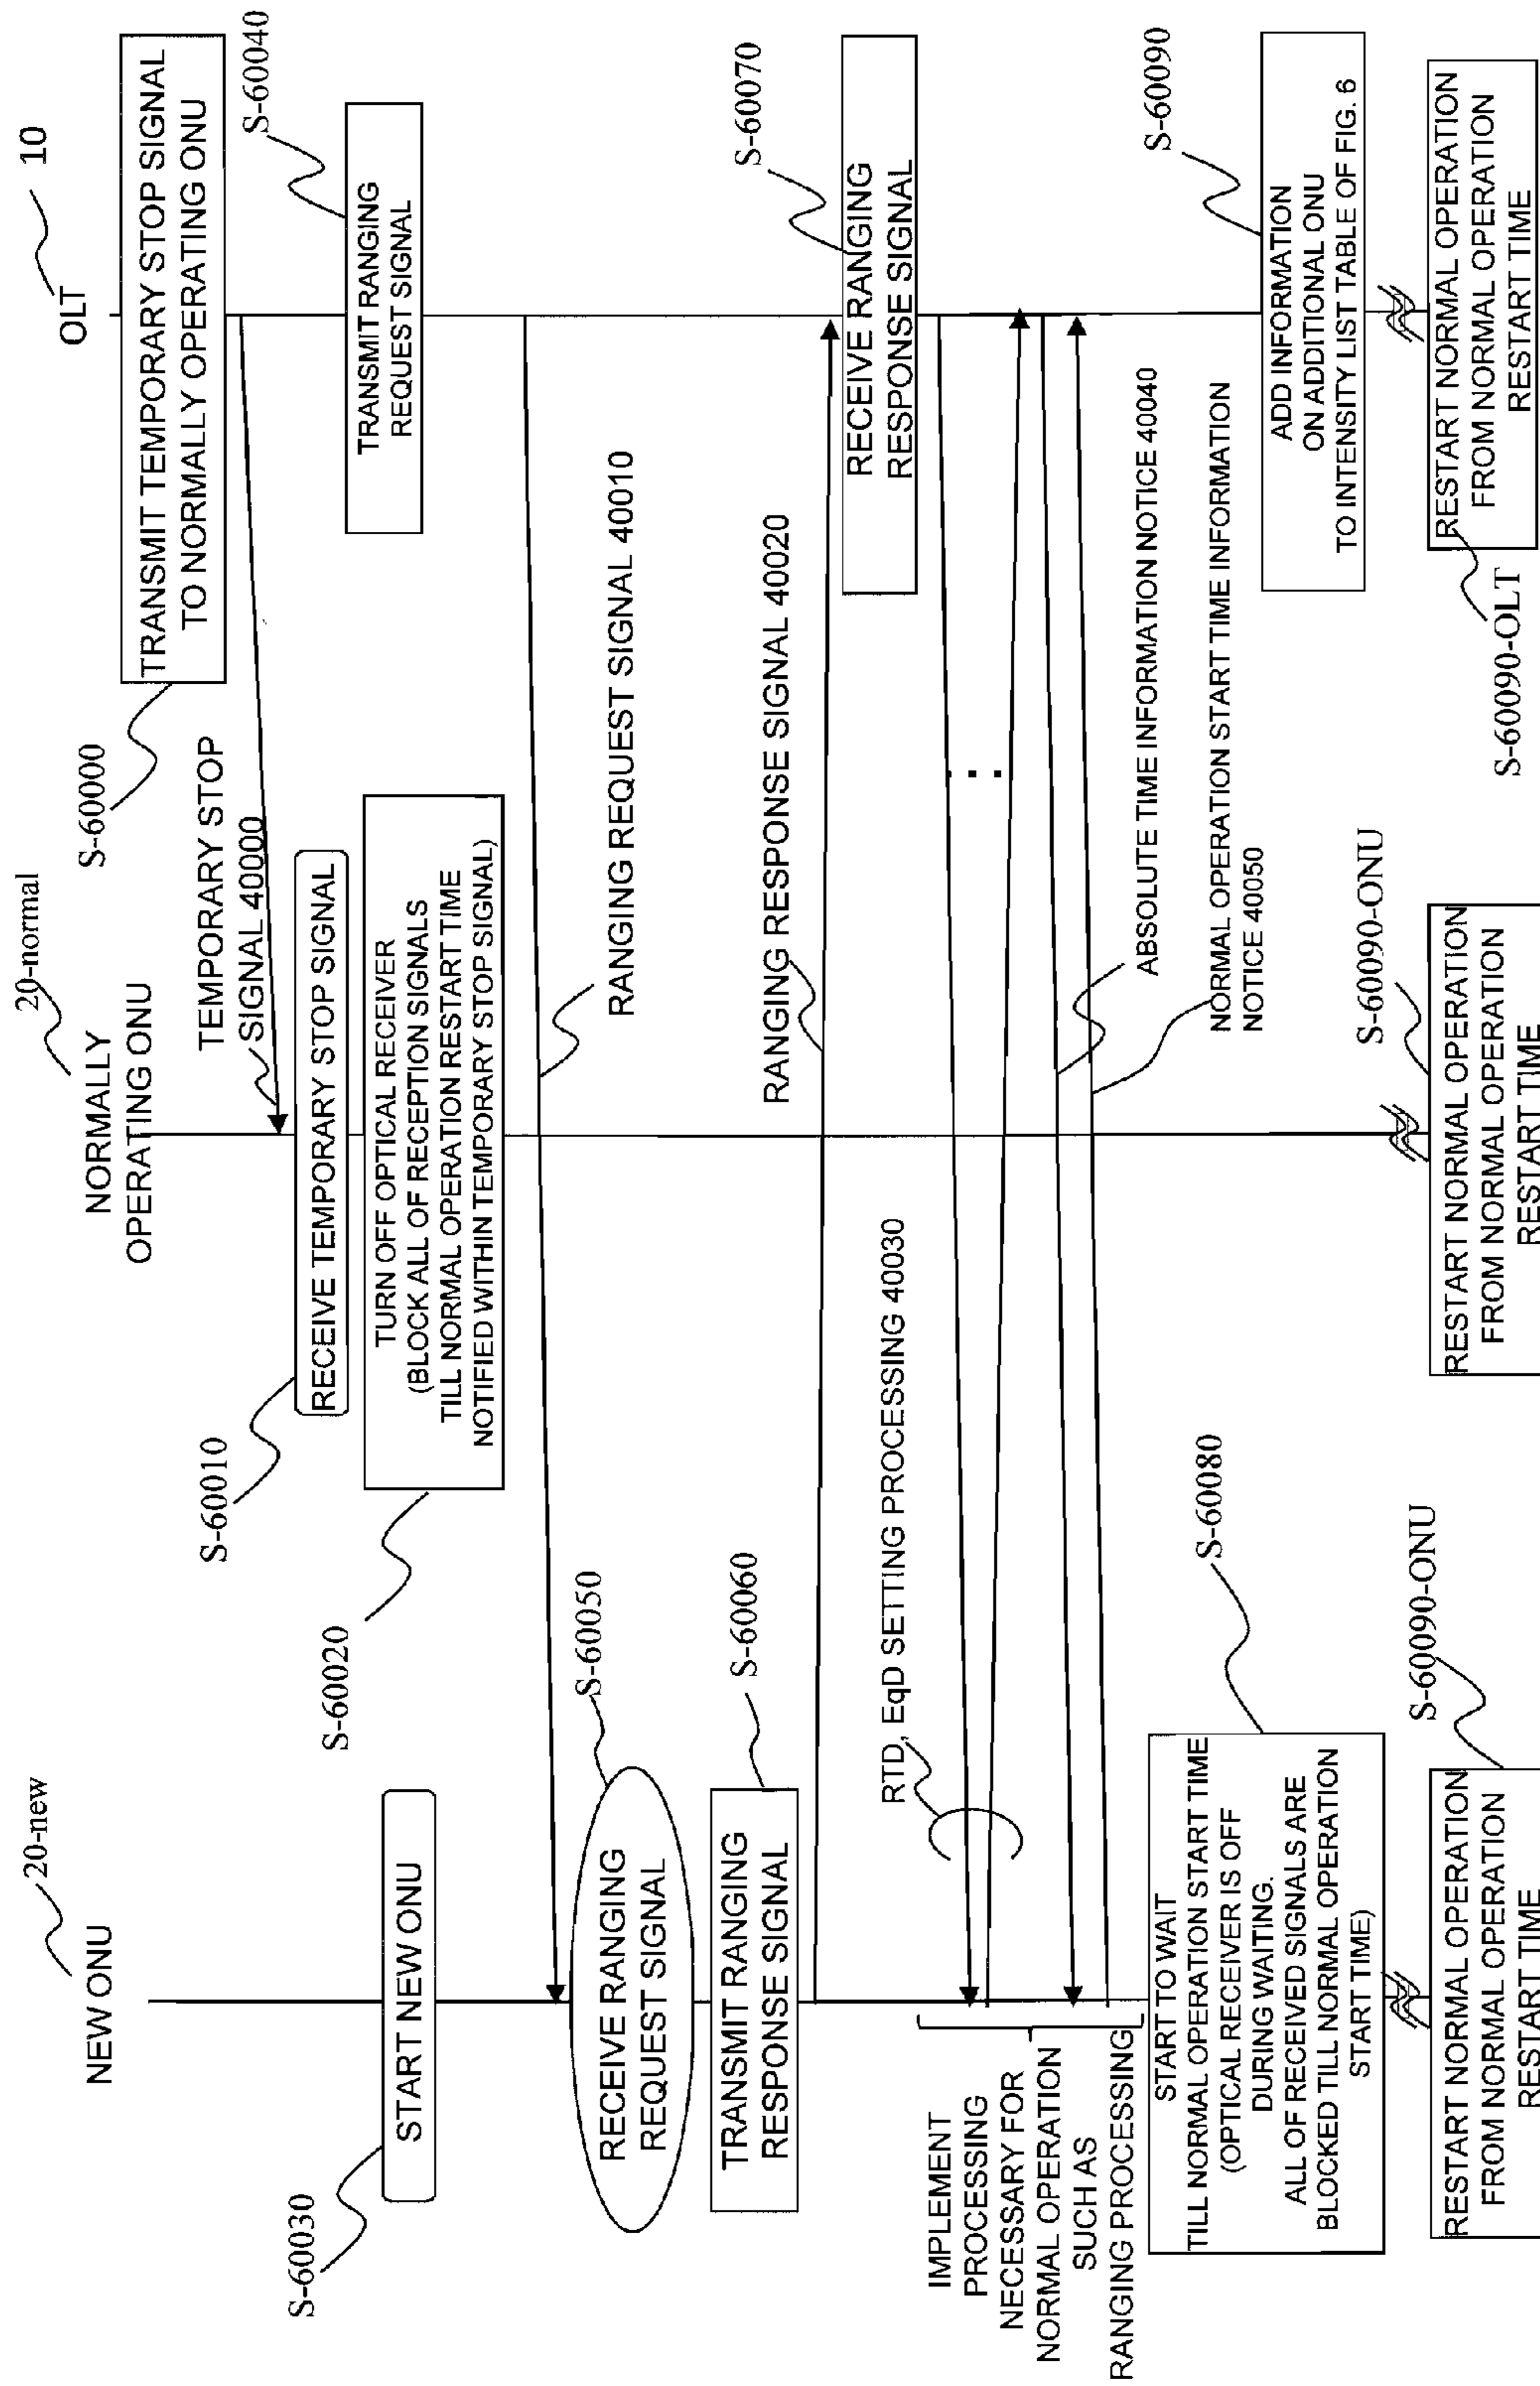 NEW ONU
20-new
NORMALLY
OPERATING ONU
20-normal
OLT
10
TRANSMIT TEMPORARY STOP SIGNAL
TO NORMALLY OPERATING ONU
S-60000
TEMPORARY STOP
SIGNAL 40000
S-60040
TRANSMIT RANGING
REQUEST SIGNAL
S-60010
RECEIVE TEMPORARY STOP SIGNAL
S-60020
TURN OFF OPTICAL RECEIVER
(BLOCK ALL OF RECEPTION SIGNALS
TILL NORMAL OPERATION RESTART TIME
NOTIFIED WITHIN TEMPORARY STOP SIGNAL)
S-60030
START NEW ONU
RANGING REQUEST SIGNAL 40010
S-60050
RECEIVE RANGING
REQUEST SIGNAL
S-60060
TRANSMIT RANGING
RESPONSE SIGNAL
RANGING RESPONSE SIGNAL 40020
S-60070
RECEIVE RANGING
RESPONSE SIGNAL
RTD, EqD SETTING PROCESSING 40030
...
IMPLEMENT
PROCESSING
NECESSARY FOR
NORMAL OPERATION
SUCH AS
RANGING PROCESSING
ABSOLUTE TIME INFORMATION NOTICE 40040
NORMAL OPERATION START TIME INFORMATION
NOTICE 40050
S-60080
START TO WAIT
TILL NORMAL OPERATION START TIME
(OPTICAL RECEIVER IS OFF
DURING WAITING.
ALL OF RECEIVED SIGNALS ARE
BLOCKED TILL NORMAL OPERATION
START TIME)
S-60090
ADD INFORMATION
ON ADDITIONAL ONU
TO INTENSITY LIST TABLE OF FIG. 6
S-60090-ONU
RESTART NORMAL OPERATION
FROM NORMAL OPERATION
RESTART TIME
S-60090-ONU
RESTART NORMAL OPERATION
FROM NORMAL OPERATION
RESTART TIME
S-60090-OLT
RESTART NORMAL OPERATION
FROM NORMAL OPERATION
RESTART TIME